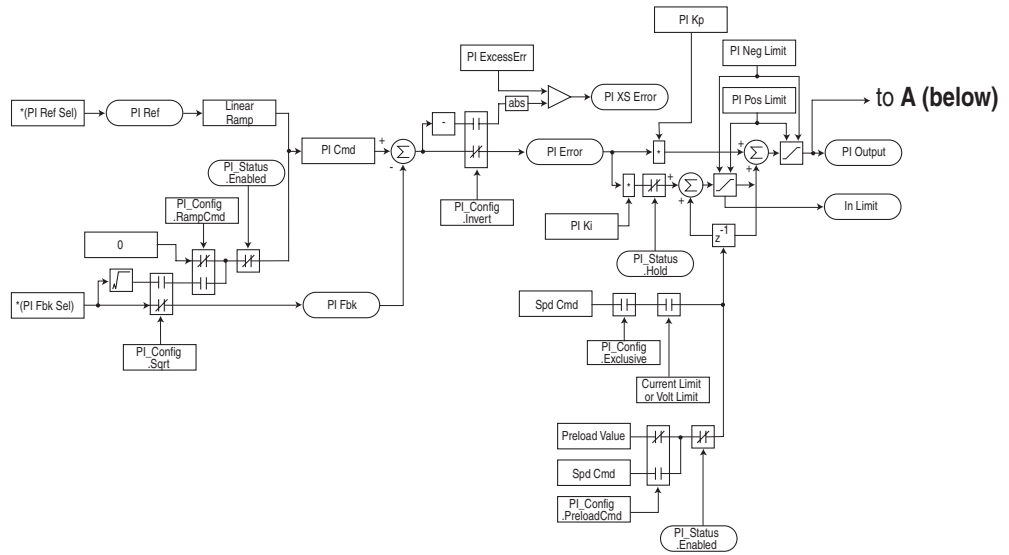 PI Kp
PI ExcessErr
PI Neg Limit
abs
PI XS Error
PI Pos Limit
to A (below)
*(PI Ref Sel)
PI Ref
Linear
Ramp
PI Cmd
+
-
Σ
-
PI Error
*
+
+
Σ
PI Output
PI_Status
.Enabled
PI_Config
.RampCmd
PI_Config
.Invert
*
+
+
Σ
In Limit
PI Ki
z-1
0
PI_Status
.Hold
√
*(PI Fbk Sel)
PI Fbk
Spd Cmd
PI_Config
.Sqrt
PI_Config
.Exclusive
Current Limit
or Volt Limit
Preload Value
Spd Cmd
PI_Config
.PreloadCmd
PI_Status
.Enabled